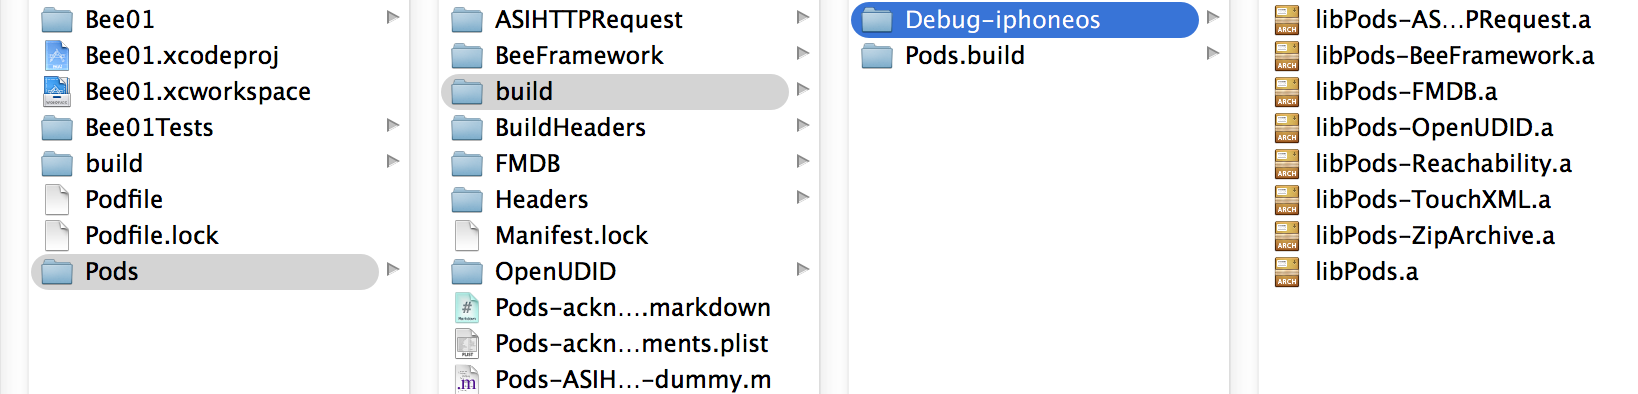 Bee01
Bee01.xcodeproj
Bee01.xcworkspace
Bee01Tests
build
Podfile
Podfile.lock
Pods
ASIHTTPRequest
BeeFramework
build
BuildHeaders
FMDB
Headers
Manifest.lock
OpenUDID
Pods-ackn....markdown
Pods-ackn...ments.plist
Pods-ASIH...-dummy.m
Debug-iphoneos
Pods.build
libPods-AS...PRequest.a
libPods-BeeFramework.a
libPods-FMDB.a
libPods-OpenUDID.a
libPods-Reachability.a
libPods-TouchXML.a
libPods-ZipArchive.a
libPods.a